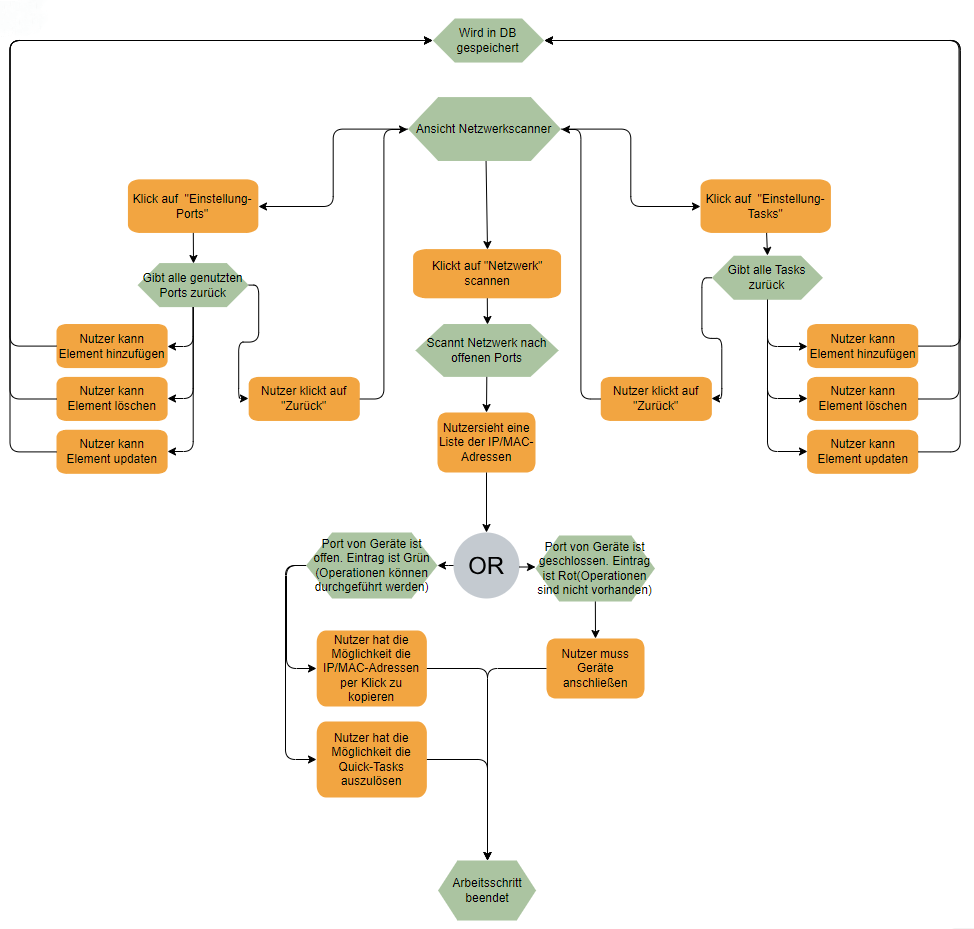 Wird in DB
gespeichert
Ansicht Netzwerkscanner
Klick auf "Einstellung-
Ports"
Klick auf "Einstellung-
Tasks"
Klickt auf "Netzwerk"
scannen
Gibt alle genutzten
Ports zurück
Gibt alle Tasks
zurück
Scannt Netzwerk nach
offenen Ports
Nutzer kann
Element hinzufügen
Nutzer kann
Element löschen
Nutzer kann
Element updaten
Nutzer klickt auf
"Zurück"
Nutzer klickt auf
"Zurück"
Nutzer kann
Element hinzufügen
Nutzer kann
Element löschen
Nutzer kann
Element updaten
Nutzersieht eine
Liste der IP/MAC-
Adressen
Port von Geräte ist
offen. Eintrag ist Grün
(Operationen können
durchgeführt werden)
OR
Port von Geräte ist
geschlossen. Eintrag
ist Rot(Operationen
sind nicht vorhanden)
Nutzer hat die
Möglichkeit die
IP/MAC-Adressen
per Klick zu
kopieren
Nutzer muss
Geräte
anschließen
Nutzer hat die
Möglichkeit die
Quick-Tasks
auszulösen
Arbeitsschritt
beendet